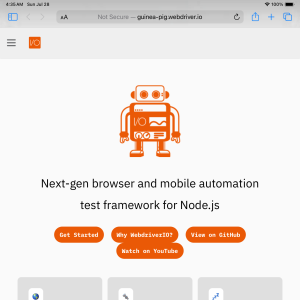 4:35 AM Sun Jul 28
100%
AA
Not Secure — guinea-pig.webdriver.io
I/O
I/O
Next-gen browser and mobile automation
test framework for Node.js
Get Started
Why WebdriverIO?
View on GitHub
Watch on YouTube